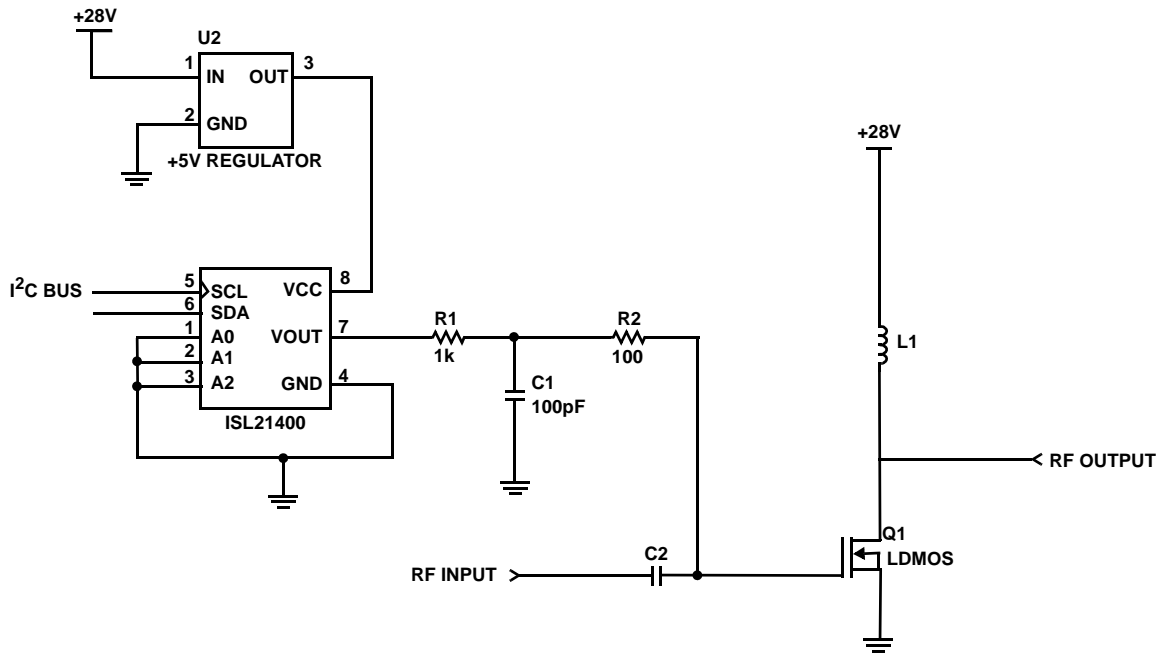 +28V
U2
1
IN
OUT
3
2
GND
+5V REGULATOR
+28V
I²C BUS
5
SCL
VCC
8
6
SDA
1
A0
VOUT
7
2
A1
3
A2
GND
4
ISL21400
R1
1k
R2
100
C1
100pF
L1
RF OUTPUT
Q1
LDMOS
C2
RF INPUT